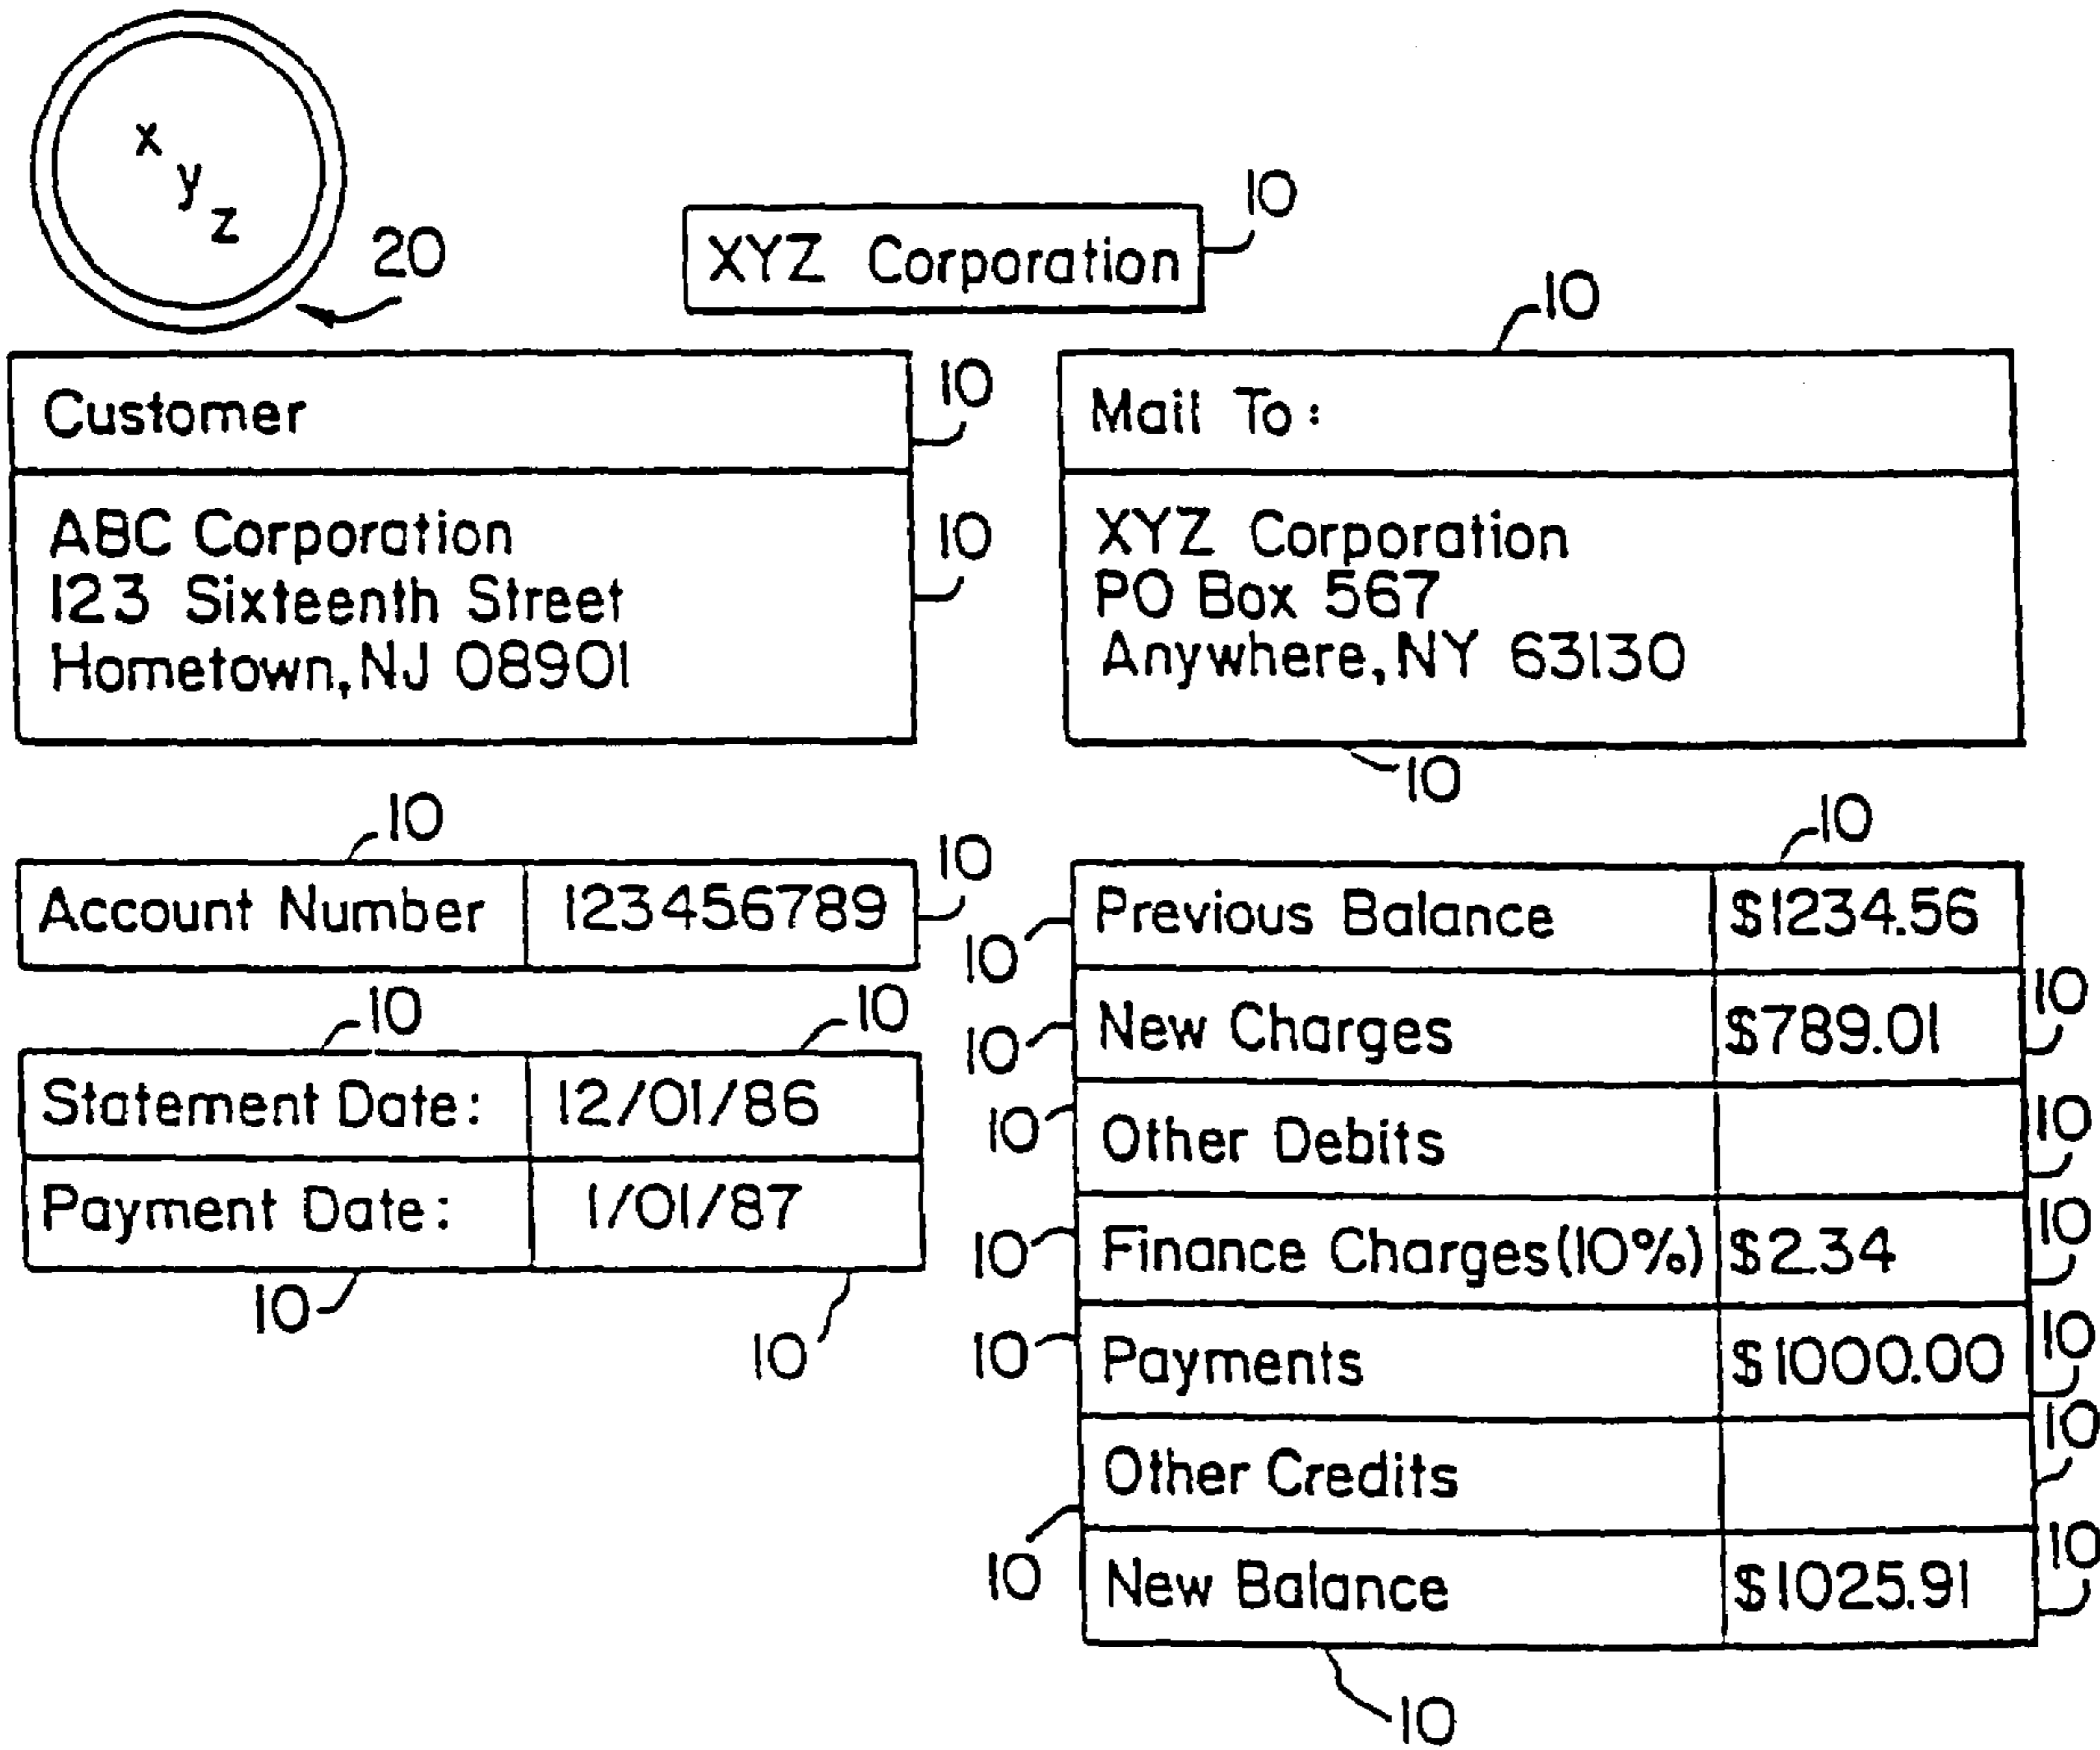 x
y
z
20
XYZ Corporation
10
10
Customer
10
Mail To:
ABC Corporation
123 Sixteenth Street
Hometown, NJ 08901
10
XYZ Corporation
PO Box 567
Anywhere, NY 63130
10
10
Account Number 123456789
10
10
10
Statement Date: 12/01/86
Payment Date: 1/01/87
10
10
10
10 Previous Balance $1234.56
10 New Charges $789.01 10
10 Other Debits 10
10 Finance Charges(10%) $2.34 10
10 Payments $1000.00 10
10 Other Credits 10
New Balance $1025.91 10
10